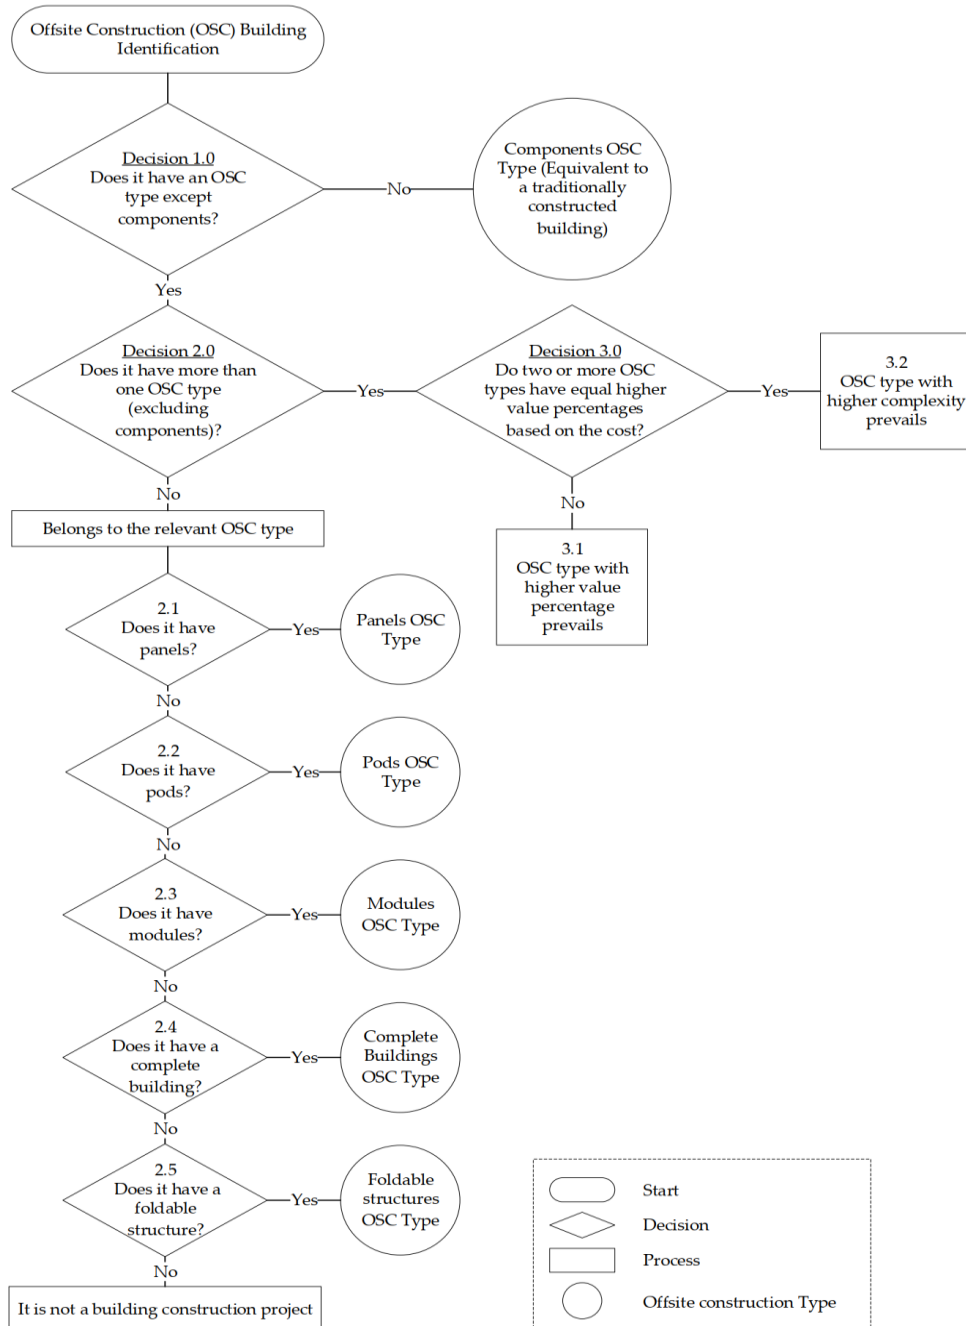 Offsite Construction (OSC) Building
Identification
Decision 1.0
Does it have an OSC
type except
components?
No
Components OSC
Type (Equivalent to
a traditionally
constructed
building)
Yes
Decision 2.0
Does it have more than
one OSC type
(excluding
components)?
Yes
Decision 3.0
Do two or more OSC
types have equal higher
value percentages
based on the cost?
Yes
3.2
OSC type with
higher complexity
prevails
No
No
Belongs to the relevant OSC type
3.1
OSC type with
higher value
percentage
prevails
2.1
Does it have
panels?
Yes
Panels OSC
Type
No
2.2
Does it have
pods?
Yes
Pods OSC
Type
No
2.3
Does it have
modules?
Yes
Modules
OSC Type
No
2.4
Does it have a
complete
building?
Yes
Complete
Buildings
OSC Type
No
2.5
Does it have a
foldable
structure?
Yes
Foldable
structures
OSC Type
No
It is not a building construction project
Start
Decision
Process
Offsite construction Type